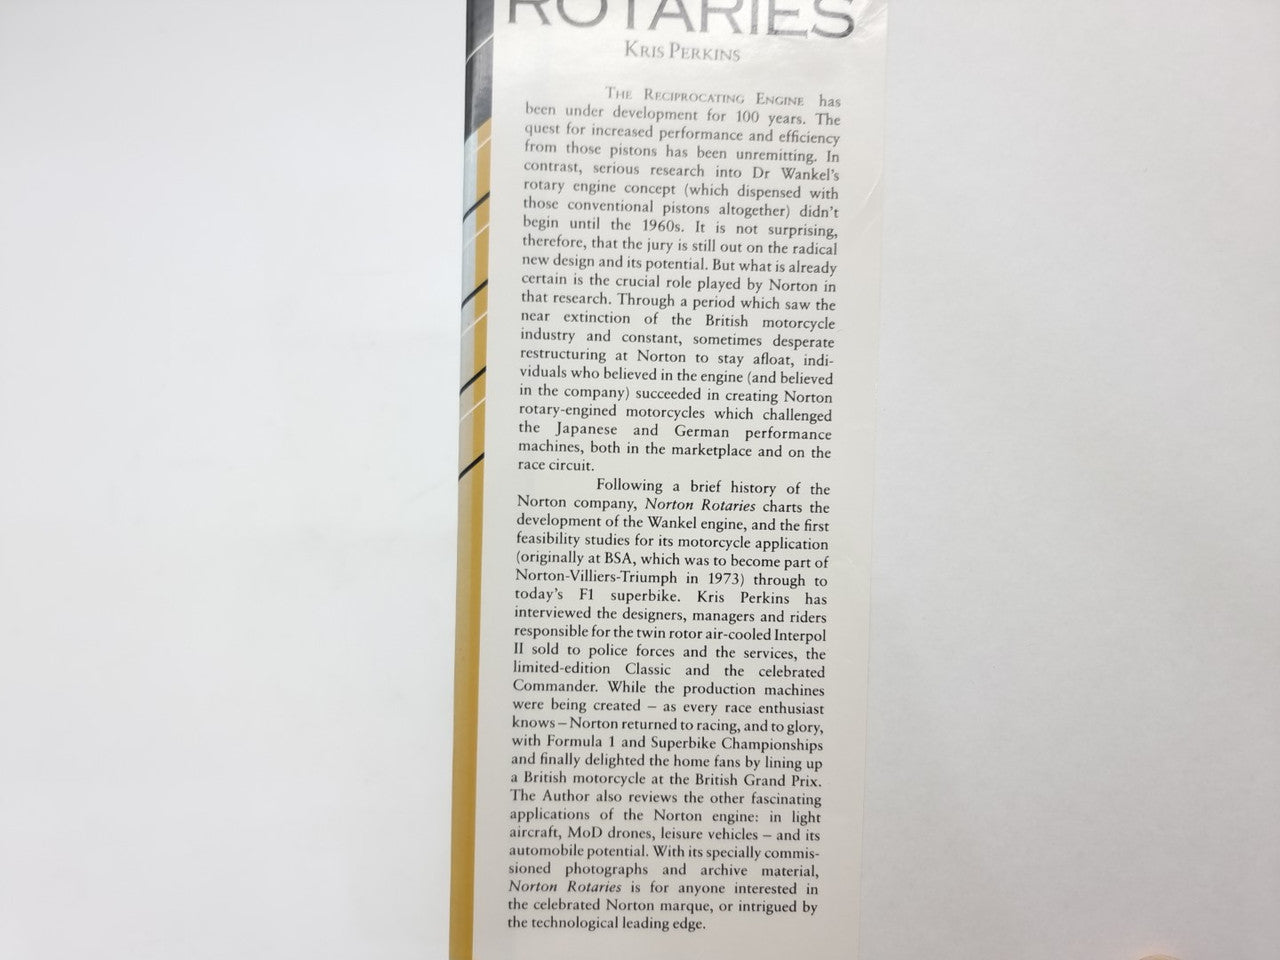 ROTARIES
KRIS PERKINS
THE RECIPROCATING ENGINE has
been under development for 100 years. The
quest for increased performance and efficiency
from those pistons has been unremitting. In
contrast, serious research into Dr Wankel's
rotary engine concept (which dispensed with
those conventional pistons altogether) didn't
begin until the 1960s. It is not surprising,
therefore, that the jury is still out on the radical
new design and its potential. But what is already
certain is the crucial role played by Norton in
that research. Through a period which saw the
near extinction of the British motorcycle
industry and constant, sometimes desperate
restructuring at Norton to stay afloat, indi-
viduals who believed in the engine (and believed
in the company) succeeded in creating Norton
rotary-engined motorcycles which challenged
the Japanese and German performance
machines, both in the marketplace and on the
race circuit.
Following a brief history of the
Norton company, Norton Rotaries charts the
development of the Wankel engine, and the first
feasibility studies for its motorcycle application
(originally at BSA, which was to become part of
Norton-Villiers-Triumph in 1973) through to
today's F1 superbike. Kris Perkins has
interviewed the designers, managers and riders
responsible for the twin rotor air-cooled Interpol
II sold to police forces and the services, the
limited-edition Classic and the celebrated
Commander. While the production machines
were being created – as every race enthusiast
knows – Norton returned to racing, and to glory,
with Formula 1 and Superbike Championships
and finally delighted the home fans by lining up
a British motorcycle at the British Grand Prix.
The Author also reviews the other fascinating
applications of the Norton engine: in light
aircraft, MoD drones, leisure vehicles – and its
automobile potential. With its specially commis-
sioned photographs and archive material,
Norton Rotaries is for anyone interested in
the celebrated Norton marque, or intrigued by
the technological leading edge.